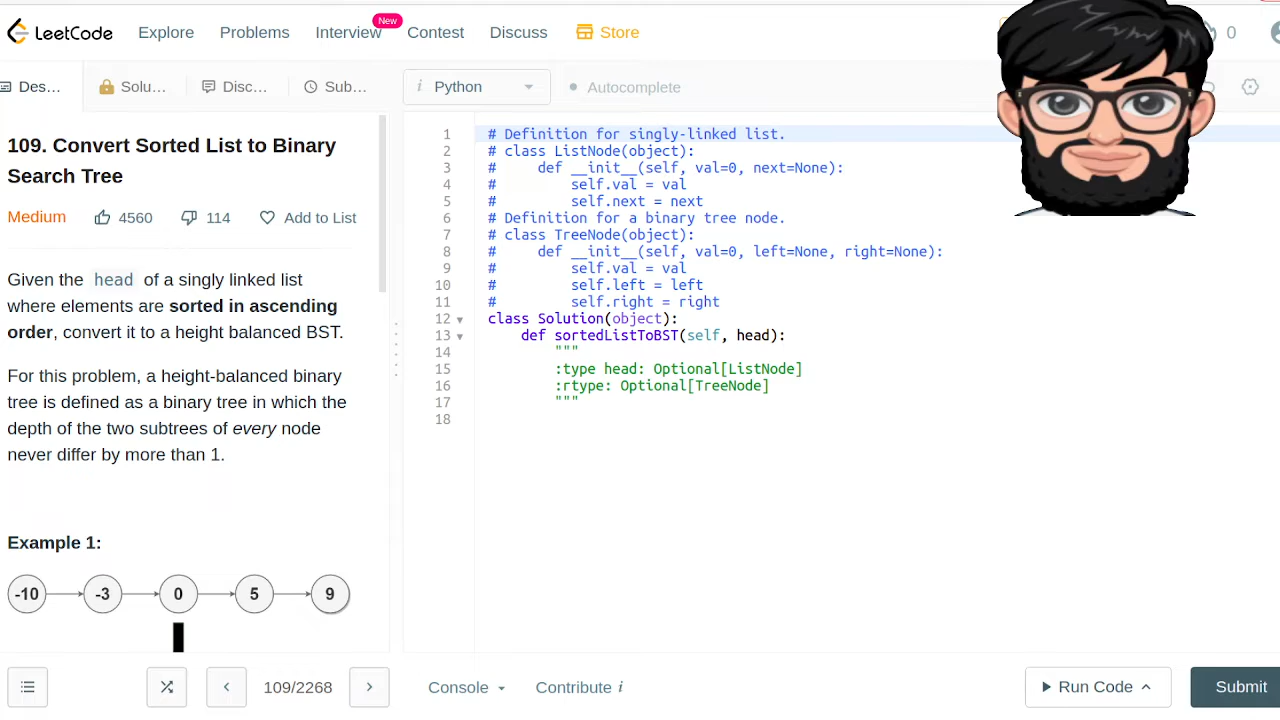 LeetCode Explore Problems Interview New Contest Discuss Store 0
Des... Solu... Disc... Sub... i Python Autocomplete
109. Convert Sorted List to Binary
Search Tree
Medium 4560 114 Add to List
Given the head of a singly linked list
where elements are sorted in ascending
order, convert it to a height balanced BST.
For this problem, a height-balanced binary
tree is defined as a binary tree in which the
depth of the two subtrees of every node
never differ by more than 1.
Example 1:
-10 -3 0 5 9
1 # Definition for singly-linked list.
2 # class ListNode(object):
3 #     def __init__(self, val=0, next=None):
4 #         self.val = val
5 #         self.next = next
6 # Definition for a binary tree node.
7 # class TreeNode(object):
8 #     def __init__(self, val=0, left=None, right=None):
9 #         self.val = val
10 #         self.left = left
11 #         self.right = right
12 class Solution(object):
13     def sortedListToBST(self, head):
14         """
15         :type head: Optional[ListNode]
16         :rtype: Optional[TreeNode]
17         """
18
109/2268 Console Contribute i Run Code Submit